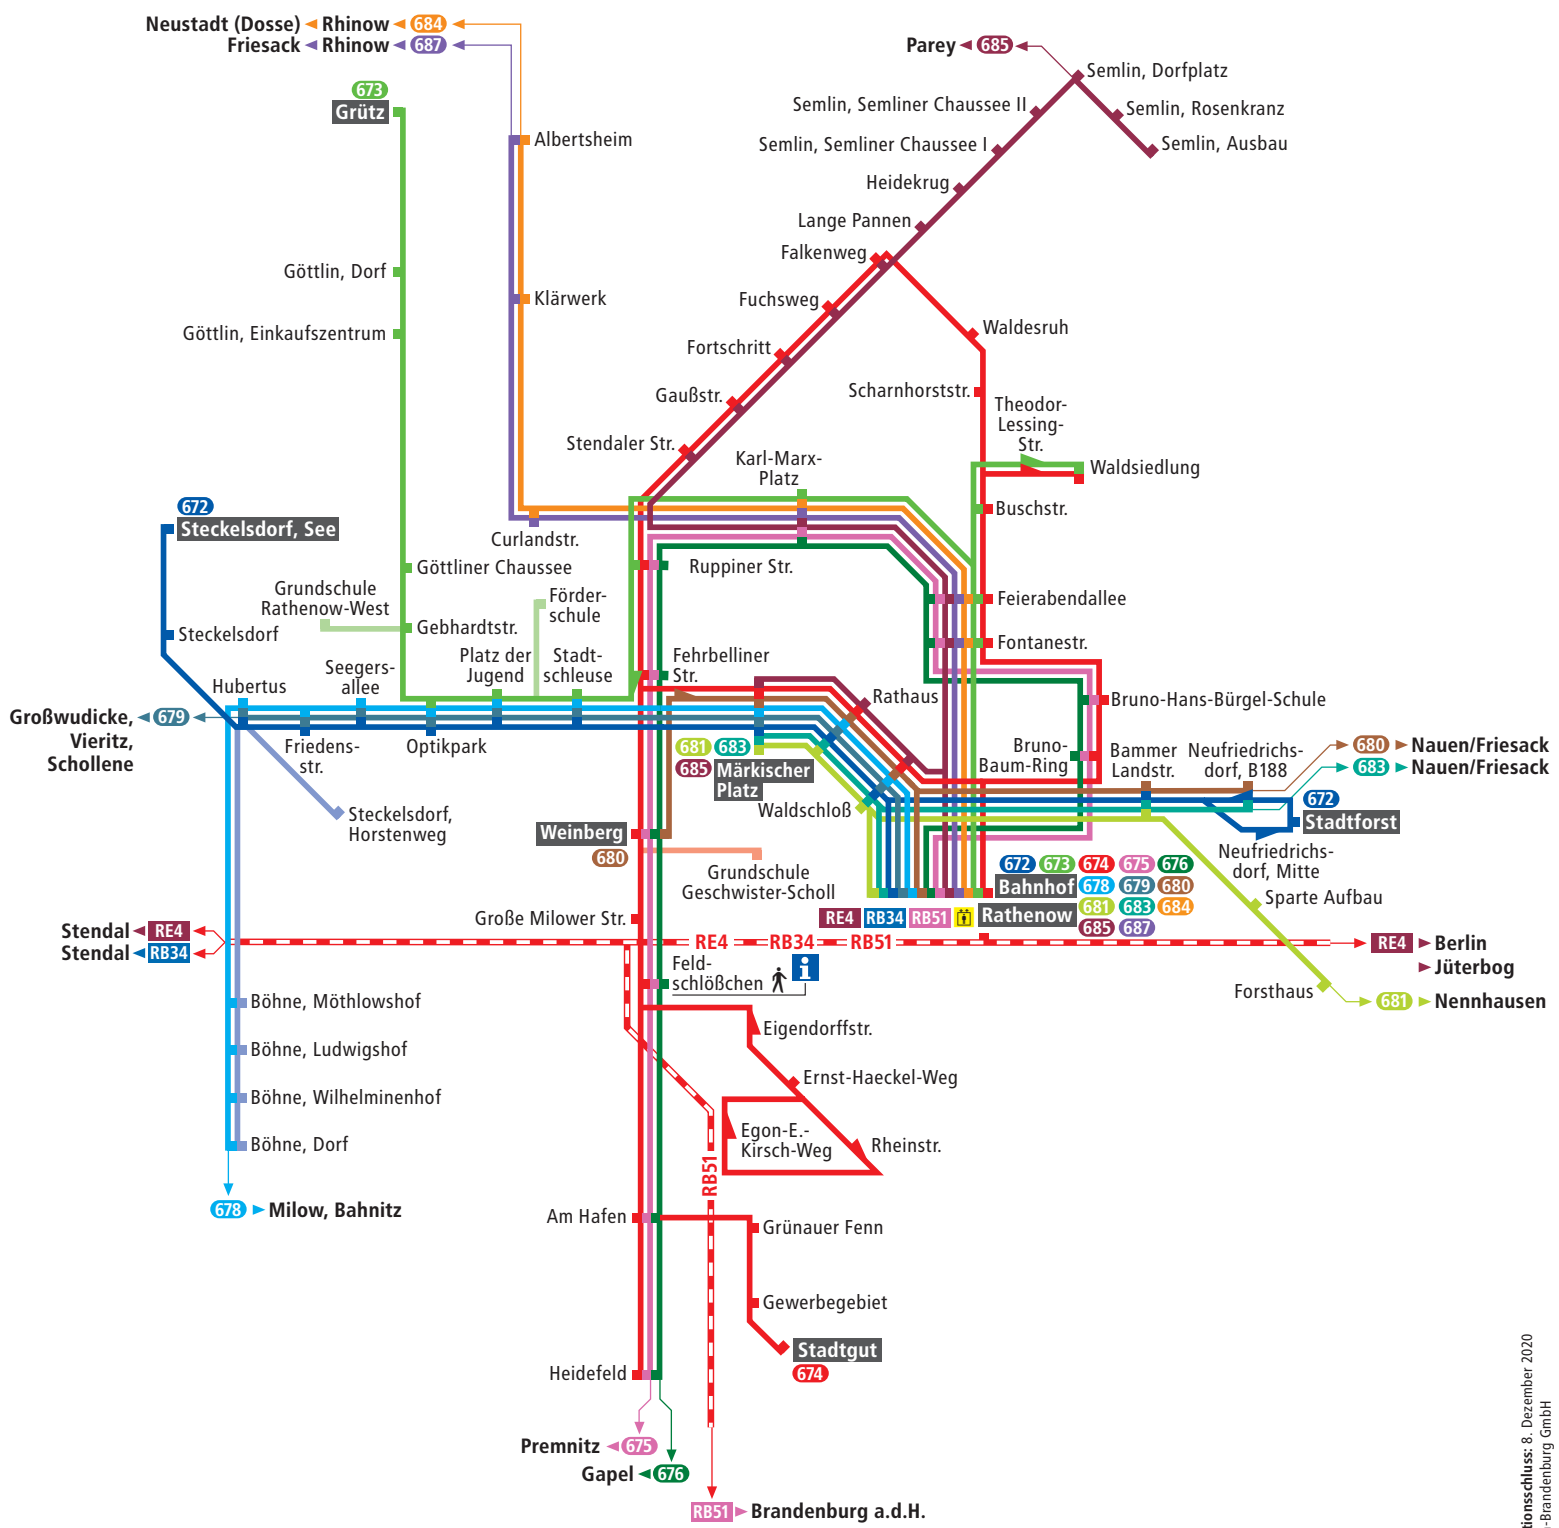 Neustadt (Dosse) Rhinow 684
Friesack Rhinow 687
Parey 685
Semlin, Dorfplatz
Semlin, Semliner Chaussee II
Semlin, Rosenkranz
Semlin, Semliner Chaussee I
Semlin, Ausbau
673
Grütz
Albertsheim
Heidekrug
Lange Pannen
Falkenweg
Göttlin, Dorf
Klärwerk
Fuchsweg
Waldesruh
Göttlin, Einkaufszentrum
Fortschritt
Gaußstr.
Scharnhorststr.
Theodor-
Lessing-
Str.
Stendaler Str.
Karl-Marx-
Platz
Waldsiedlung
672
Steckelsdorf, See
Buschstr.
Curlandstr.
Göttliner Chaussee
Ruppiner Str.
Grundschule
Rathenow-West
Förder-
schule
Feierabendallee
Steckelsdorf
Gebhardtstr.
Fontanestr.
Seegers-
allee
Platz der
Jugend
Stadt-
schleuse
Fehrbelliner
Str.
Hubertus
Rathaus
Bruno-Hans-Bürgel-Schule
Großwudicke,
Vieritz,
Schollene
679
Friedens-
str.
Optikpark
681 683
685 Märkischer
Platz
Bruno-
Baum-Ring
Bammer
Landstr.
Neufriedrichs-
dorf, B188
680 Nauen/Friesack
683 Nauen/Friesack
Steckelsdorf,
Horstenweg
Waldschloß
672
Stadtforst
Weinberg
680
Neufriedrichs-
dorf, Mitte
Grundschule
Geschwister-Scholl
672 673 674 675 676
Bahnhof 678 679 680
Rathenow 681 683 684
685 687
RE4 RB34 RB51
Sparte Aufbau
Große Milower Str.
Stendal RE4
Stendal RB34
RE4 RB34 RB51
RE4 Berlin
Jüterbog
Feld-
schlößchen
i
Forsthaus
681 Nennhausen
Böhne, Möthlowshof
Eigendorffstr.
Böhne, Ludwigshof
Ernst-Haeckel-Weg
Böhne, Wilhelminenhof
Egon-E.-
Kirsch-Weg
Böhne, Dorf
Rheinstr.
RB51
678 Milow, Bahnitz
Am Hafen
Grünauer Fenn
Gewerbegebiet
Stadtgut
674
Heidefeld
Premnitz 675
Gapel 676
RB51 Brandenburg a.d.H.
tionsschluss: 8. Dezember 2020
-Brandenburg GmbH